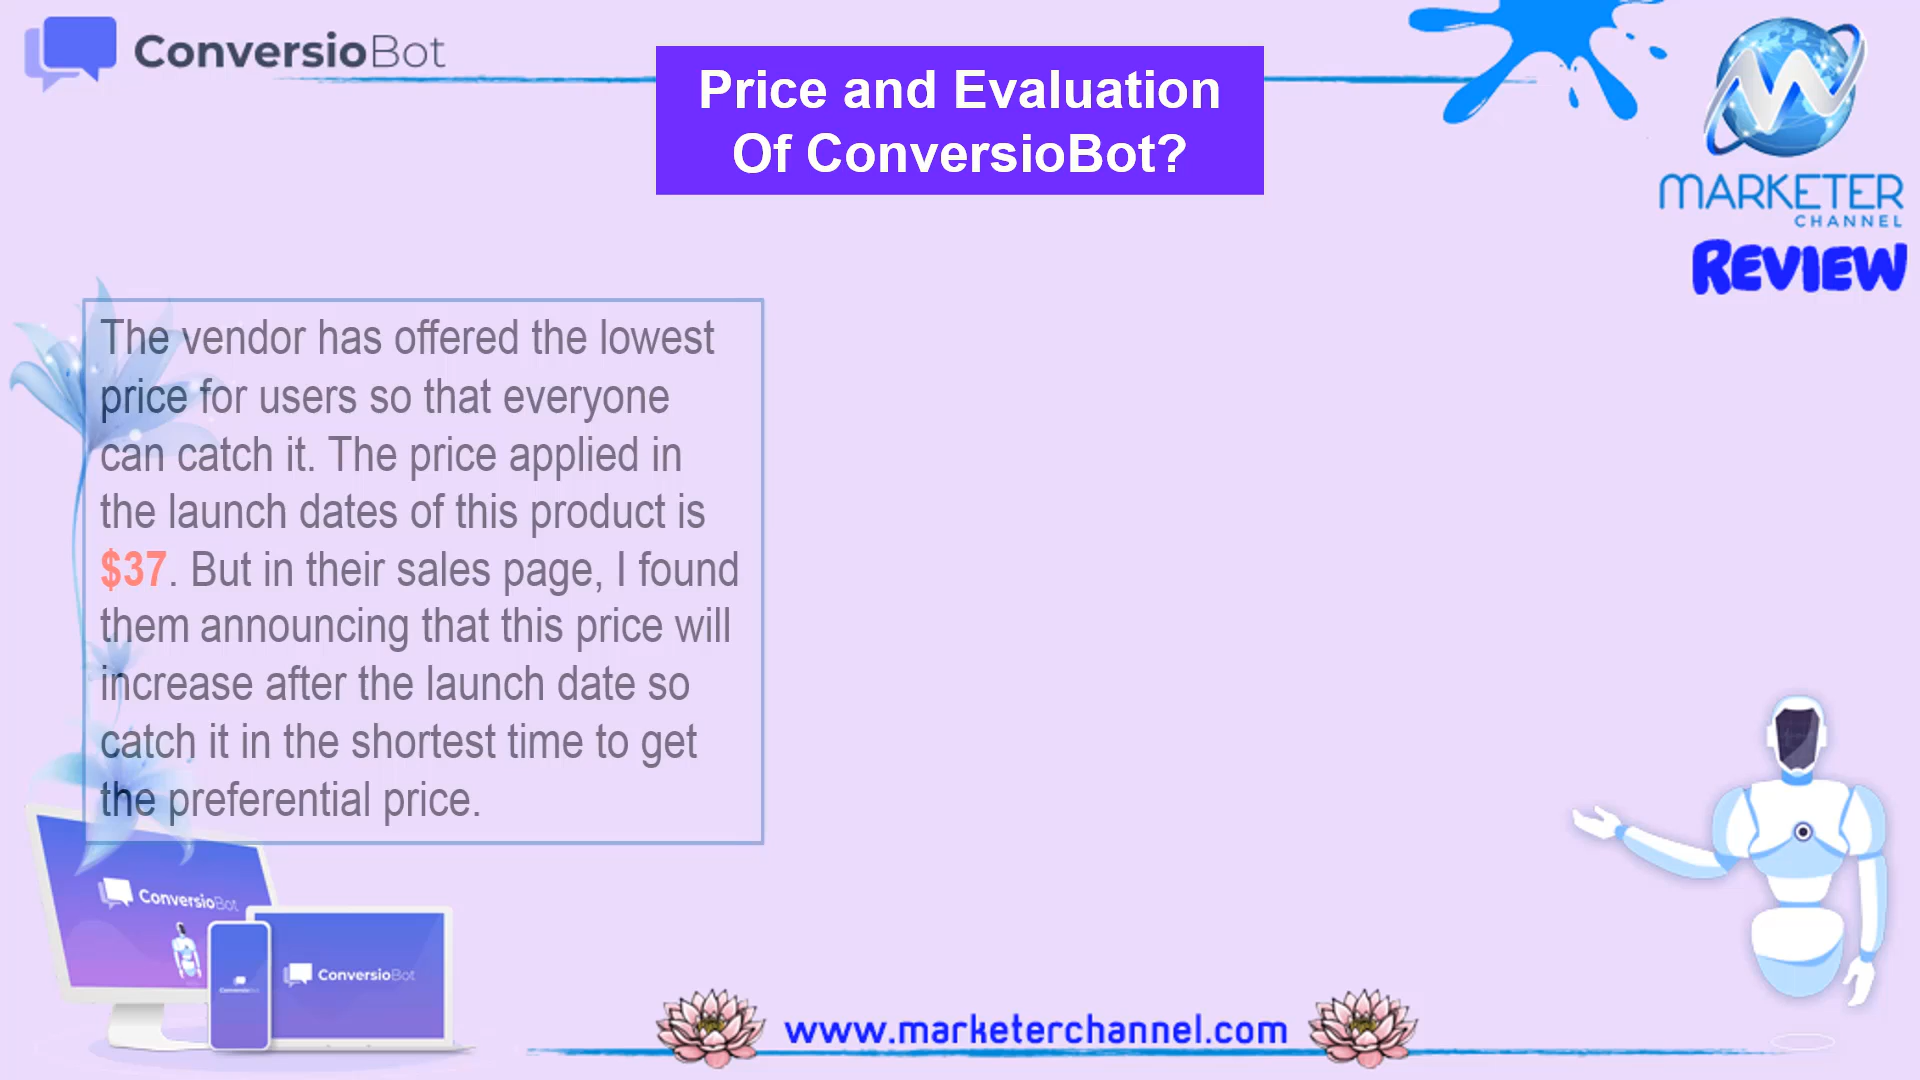 ConversioBot
Price and Evaluation
Of ConversioBot?
MARKETER
CHANNEL
REVIEW
The vendor has offered the lowest
price for users so that everyone
can catch it. The price applied in
the launch dates of this product is
$37. But in their sales page, I found
them announcing that this price will
increase after the launch date so
catch it in the shortest time to get
the preferential price.
ConversioBot
ConversioBot
ConversioBot
www.marketerchannel.com